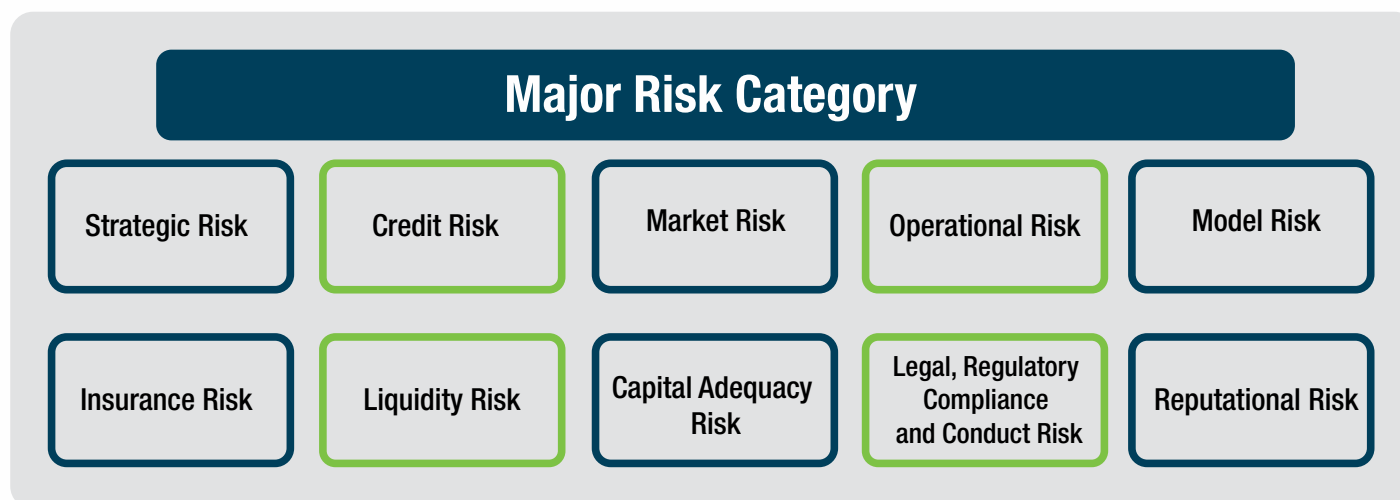 Major Risk Category
Strategic Risk
Credit Risk
Market Risk
Operational Risk
Model Risk
Insurance Risk
Liquidity Risk
Capital Adequacy
Risk
Legal, Regulatory
Compliance
and Conduct Risk
Reputational Risk